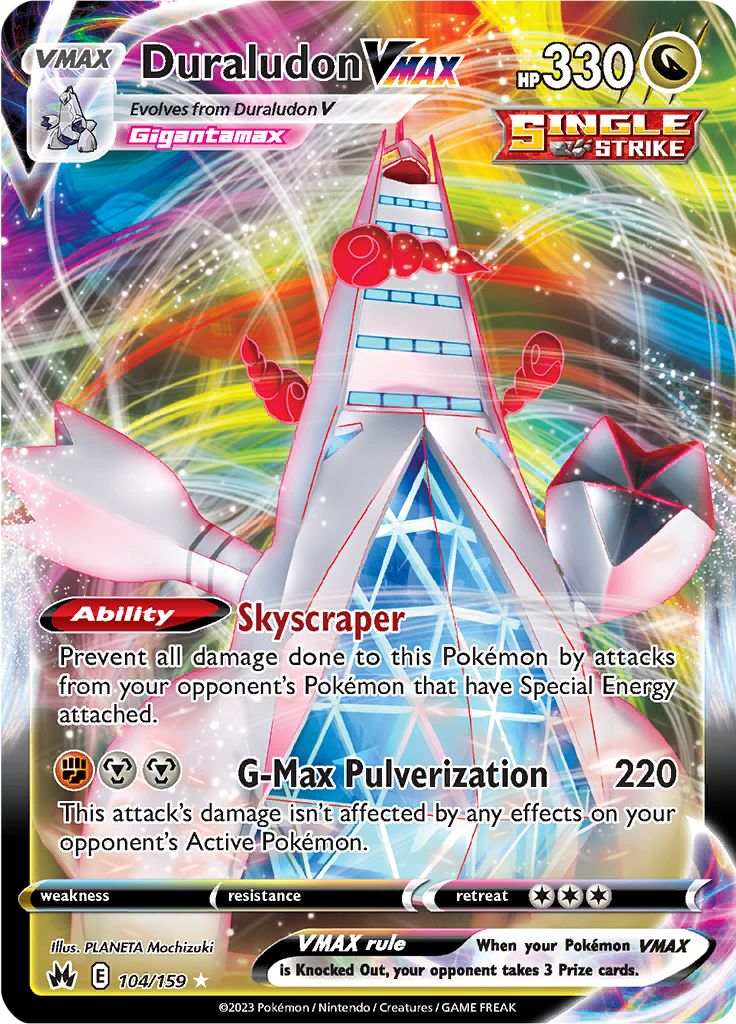 VMAX
Duraludon VMAX
HP 330
Evolves from Duraludon V
Gigantamax
SINGLE
STRIKE
Ability Skyscraper
Prevent all damage done to this Pokémon by attacks
from your opponent's Pokémon that have Special Energy
attached.
G-Max Pulverization 220
This attack's damage isn't affected by any effects on your
opponent's Active Pokémon.
weakness resistance retreat
Illus. PLANETA Mochizuki
VMAX rule When your Pokémon VMAX
is Knocked Out, your opponent takes 3 Prize cards.
E 104/159
©2023 Pokémon / Nintendo / Creatures / GAME FREAK